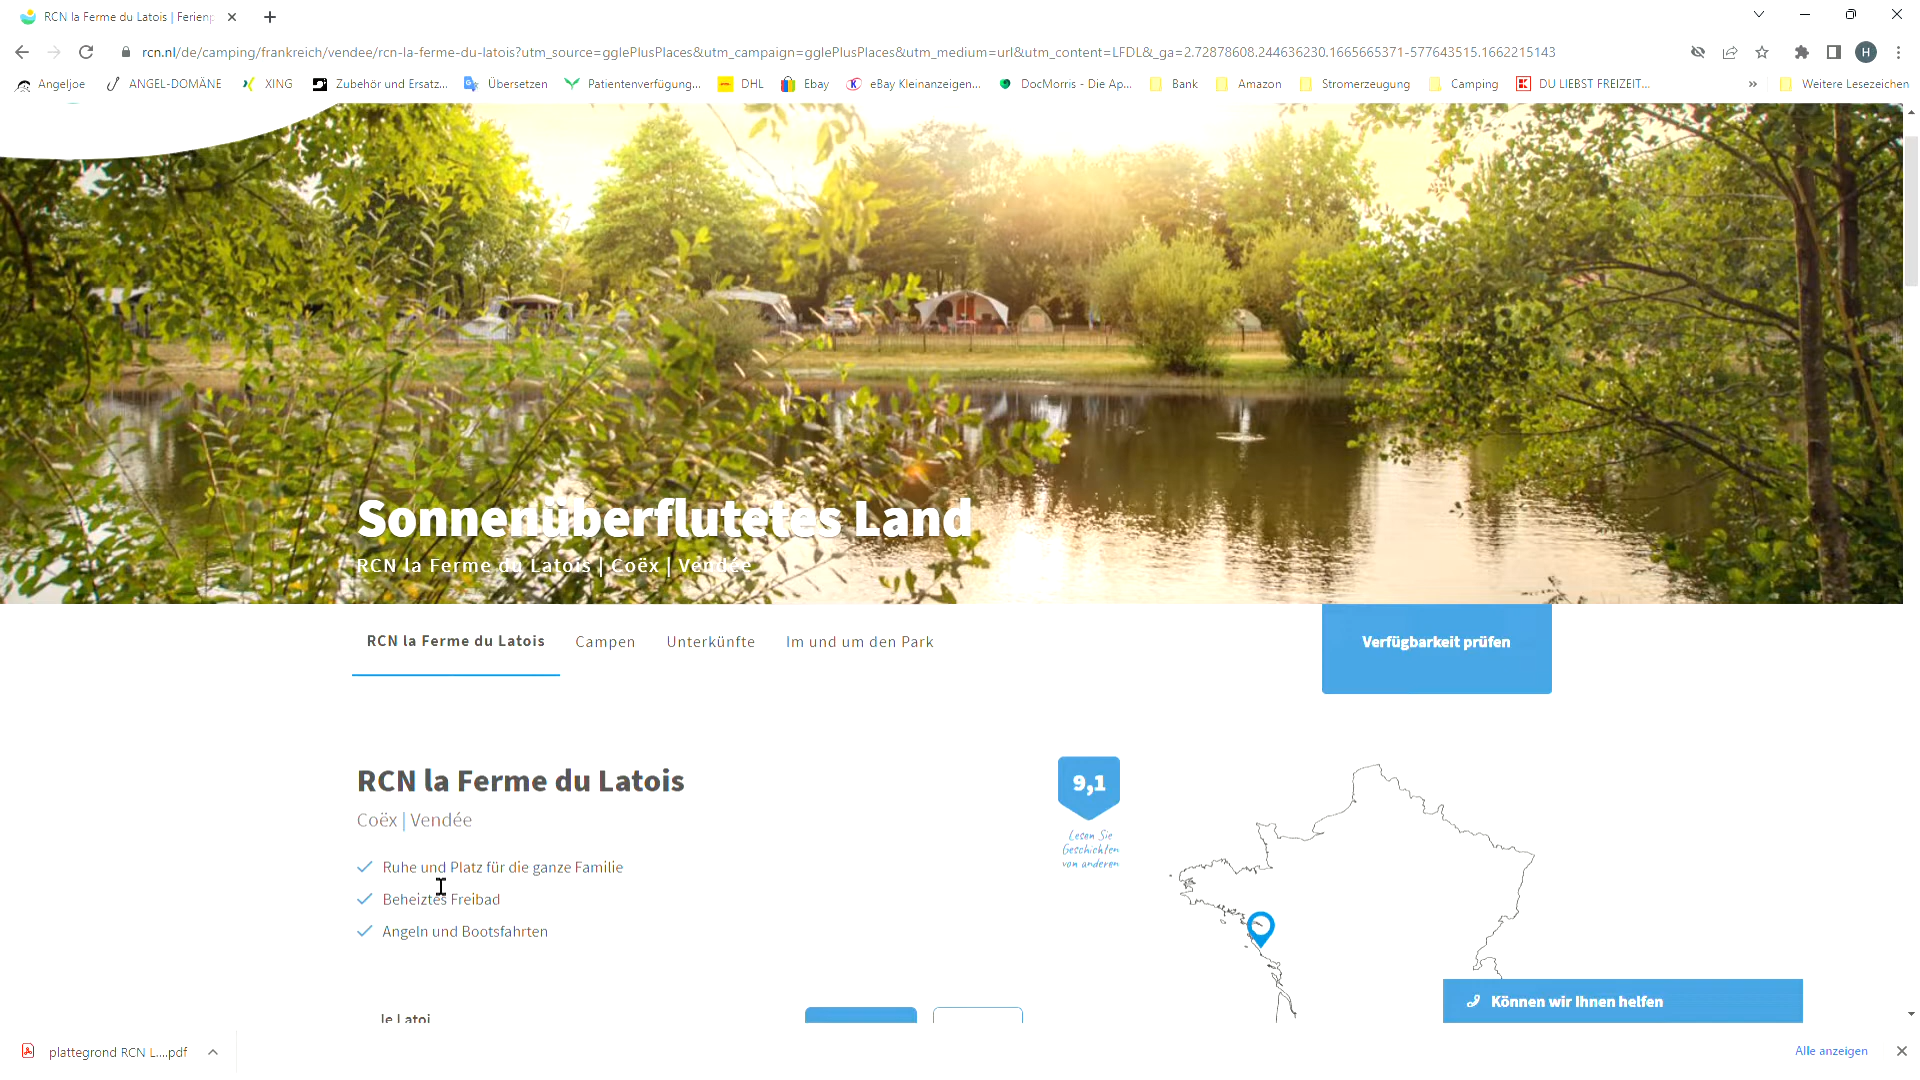 RCN la Ferme du Latois | Ferienp
rcn.nl/de/camping/frankreich/vendee/rcn-la-ferme-du-latois?utm_source=gglePlusPlaces&utm_campaign=gglePlusPlaces&utm_medium=url&utm_content=LFDL&_ga=2.72878608.244636230.1665665371-577643515.1662215143
H
Angeljoe ANGEL-DOMÄNE XING Zubehör und Ersatz... Übersetzen Patientenverfügung... DHL Ebay eBay Kleinanzeigen... DocMorris - Die Ap... Bank Amazon Stromerzeugung Camping DU LIEBST FREIZEIT... » Weitere Lesezeichen
Sonnenüberflutetes Land
RCN la Ferme du Latois | Coëx | Vendée
RCN la Ferme du Latois Campen Unterkünfte Im und um den Park Verfügbarkeit prüfen
RCN la Ferme du Latois
Coëx | Vendée
Ruhe und Platz für die ganze Familie
Beheiztes Freibad
Angeln und Bootsfahrten
9,1
Lesen Sie
Geschichten
von anderen
le Latoi
Können wir Ihnen helfen
plattegrond RCN L....pdf
Alle anzeigen